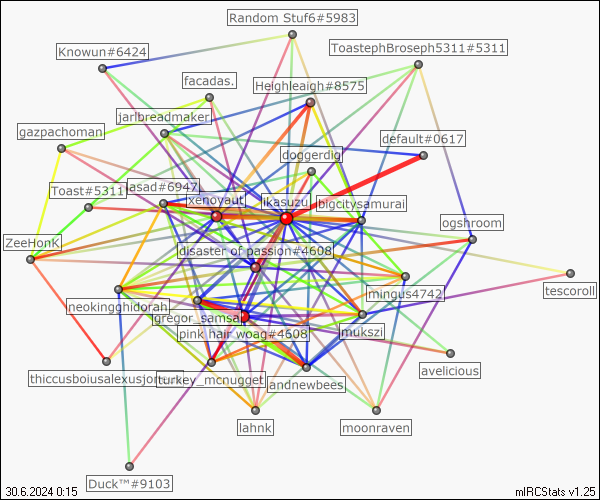 Random Stuf6#5983
Knowun#6424
ToastephBroseph5311#5311
facadas.
Heighleaigh#8575
jarlbreadmaker.
gazpachoman
default#0617
doggerdig
Toast#5311
jasad#6947
xenoyaut
ikasuzu
bigcitysamurai
ogshroom
ZeeHonK
disaster of passion#4608
tescoroll
mingus4742
neokingghidorah
gregor_samsa
pink hair woag#4608
mukszi
avelicious
thiccusboiusalexusjon
turkey_mcnugget
andnewbees
lahnk
moonraven
Duck™#9103
30.6.2024 0:15
mIRCStats v1.25